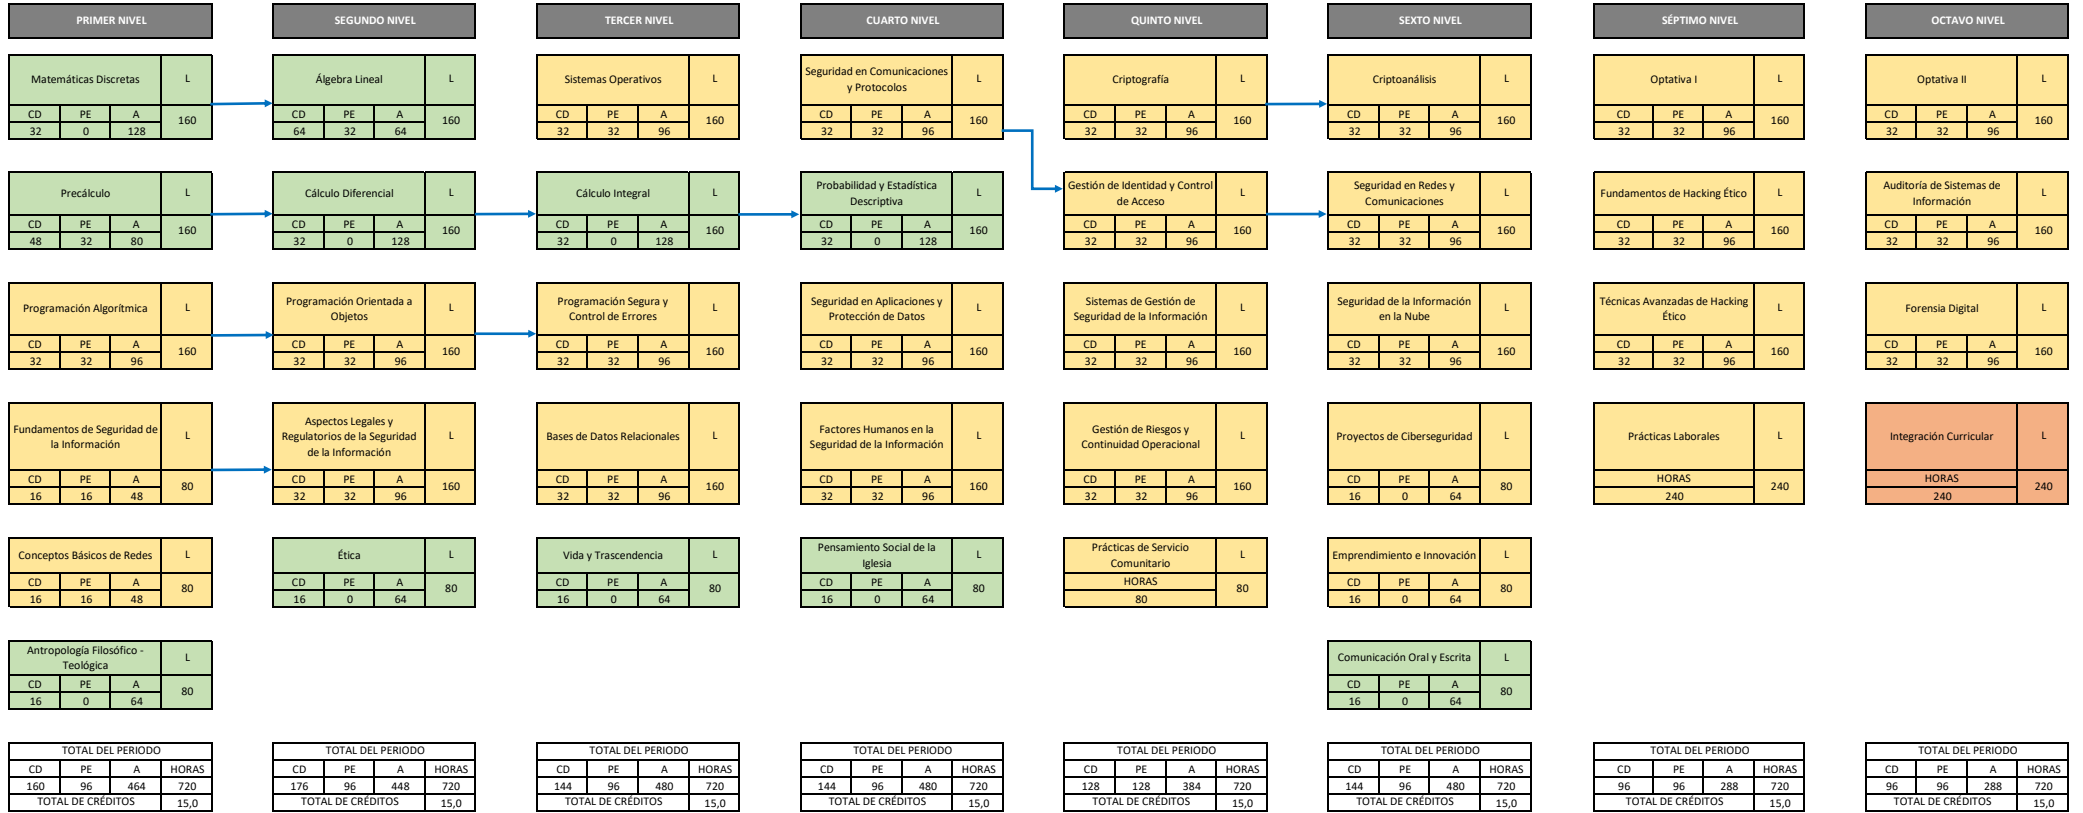 PRIMER NIVEL
SEGUNDO NIVEL
TERCER NIVEL
CUARTO NIVEL
QUINTO NIVEL
SEXTO NIVEL
SÉPTIMO NIVEL
OCTAVO NIVEL
Matemáticas Discretas L
CD PE A 160
32 0 128
Álgebra Lineal L
CD PE A 160
64 32 64
Sistemas Operativos L
CD PE A 160
32 32 96
Seguridad en Comunicaciones
y Protocolos L
CD PE A 160
32 32 96
Criptografía L
CD PE A 160
32 32 96
Criptoanálisis L
CD PE A 160
32 32 96
Optativa I L
CD PE A 160
32 32 96
Optativa II L
CD PE A 160
32 32 96
Precálculo L
CD PE A 160
48 32 80
Cálculo Diferencial L
CD PE A 160
32 0 128
Cálculo Integral L
CD PE A 160
32 0 128
Probabilidad y Estadística
Descriptiva L
CD PE A 160
32 0 128
Gestión de Identidad y Control
de Acceso L
CD PE A 160
32 32 96
Seguridad en Redes y
Comunicaciones L
CD PE A 160
32 32 96
Fundamentos de Hacking Ético L
CD PE A 160
32 32 96
Auditoría de Sistemas de
Información L
CD PE A 160
32 32 96
Programación Algorítmica L
CD PE A 160
32 32 96
Programación Orientada a
Objetos L
CD PE A 160
32 32 96
Programación Segura y
Control de Errores L
CD PE A 160
32 32 96
Seguridad en Aplicaciones y
Protección de Datos L
CD PE A 160
32 32 96
Sistemas de Gestión de
Seguridad de la Información L
CD PE A 160
32 32 96
Seguridad de la Información
en la Nube L
CD PE A 160
32 32 96
Técnicas Avanzadas de Hacking
Ético L
CD PE A 160
32 32 96
Forensia Digital L
CD PE A 160
32 32 96
Fundamentos de Seguridad de
la Información L
CD PE A 80
16 16 48
Aspectos Legales y
Regulatorios de la Seguridad
de la Información L
CD PE A 160
32 32 96
Bases de Datos Relacionales L
CD PE A 160
32 32 96
Factores Humanos en la
Seguridad de la Información L
CD PE A 160
32 32 96
Gestión de Riesgos y
Continuidad Operacional L
CD PE A 160
32 32 96
Proyectos de Ciberseguridad L
CD PE A 80
16 0 64
Prácticas Laborales L
HORAS 240
240
Integración Curricular L
HORAS 240
240
Conceptos Básicos de Redes L
CD PE A 80
16 16 48
Ética L
CD PE A 80
16 0 64
Vida y Trascendencia L
CD PE A 80
16 0 64
Pensamiento Social de la
Iglesia L
CD PE A 80
16 0 64
Prácticas de Servicio
Comunitario L
HORAS 80
80
Emprendimiento e Innovación L
CD PE A 80
16 0 64
Antropología Filosófico -
Teológica L
CD PE A 80
16 0 64
Comunicación Oral y Escrita L
CD PE A 80
16 0 64
TOTAL DEL PERIODO
CD PE A HORAS
160 96 464 720
TOTAL DE CRÉDITOS 15,0
TOTAL DEL PERIODO
CD PE A HORAS
176 96 448 720
TOTAL DE CRÉDITOS 15,0
TOTAL DEL PERIODO
CD PE A HORAS
144 96 480 720
TOTAL DE CRÉDITOS 15,0
TOTAL DEL PERIODO
CD PE A HORAS
144 96 480 720
TOTAL DE CRÉDITOS 15,0
TOTAL DEL PERIODO
CD PE A HORAS
128 128 384 720
TOTAL DE CRÉDITOS 15,0
TOTAL DEL PERIODO
CD PE A HORAS
144 96 480 720
TOTAL DE CRÉDITOS 15,0
TOTAL DEL PERIODO
CD PE A HORAS
96 96 288 720
TOTAL DE CRÉDITOS 15,0
TOTAL DEL PERIODO
CD PE A HORAS
96 96 288 720
TOTAL DE CRÉDITOS 15,0